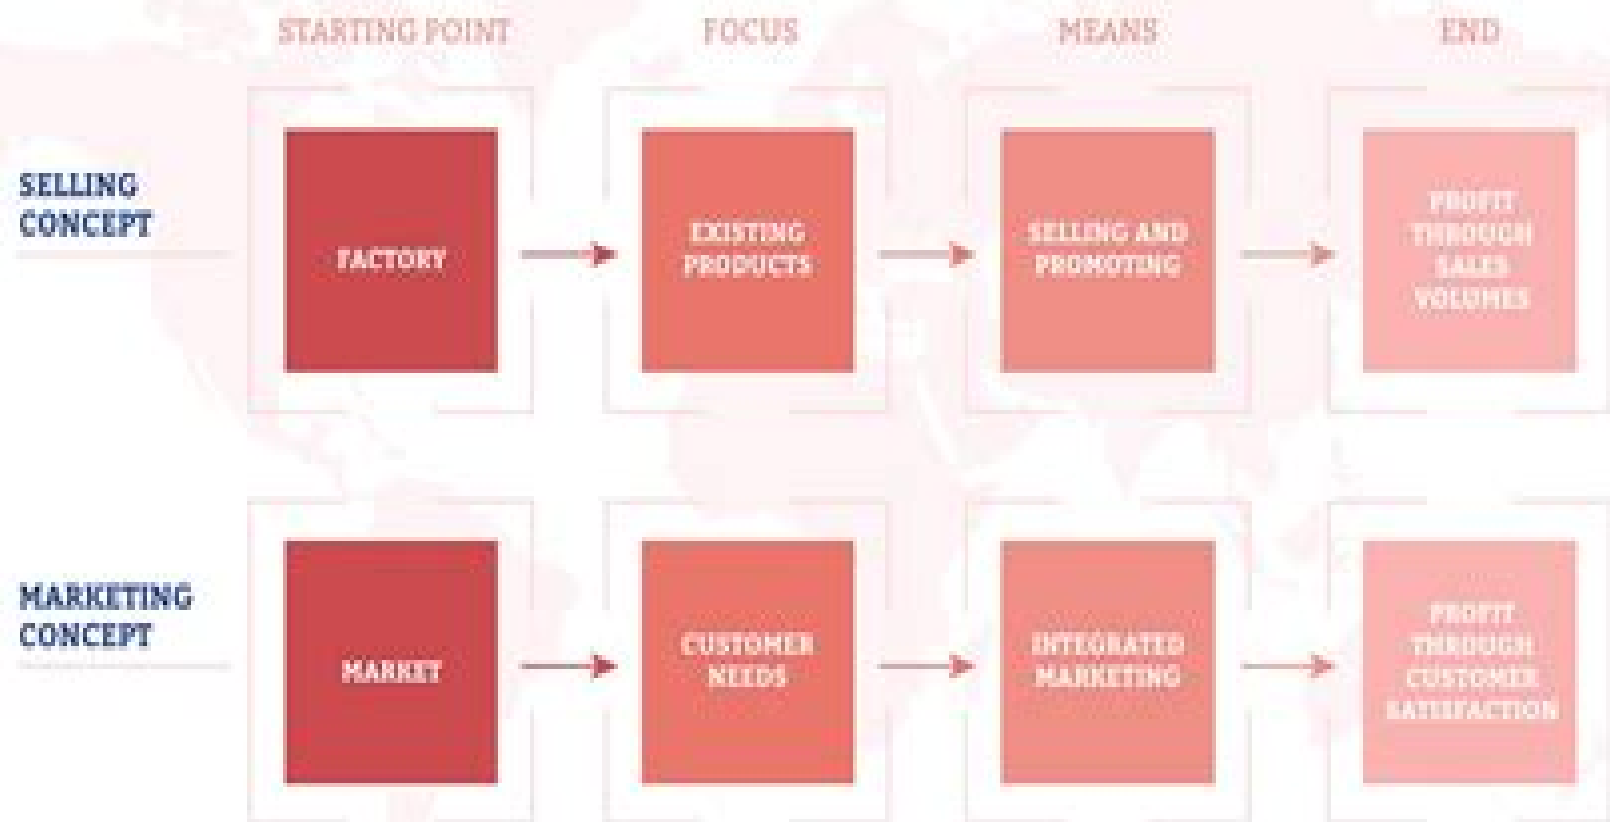 STARTING POINT
FOCUS
MEANS
END
SELLING
CONCEPT
FACTORY
EXISTING
PRODUCTS
SELLING AND
PROMOTING
PROFIT
THROUGH
SALES
VOLUMES
MARKETING
CONCEPT
MARKET
CUSTOMER
NEEDS
INTEGRATED
MARKETING
PROFIT
THROUGH
CUSTOMER
SATISFACTION